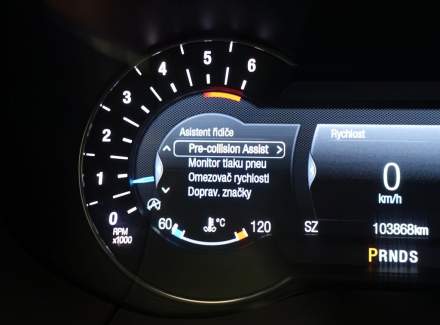 0
1
2
3
4
5
6
RPM
x1000
Asistent řidiče
Pre-collision Assist
Monitor tlaku pneu
Omezovač rychlosti
Doprav. značky
60
°C
120
Rychlost
0
km/h
SZ
103868km
PRNDS